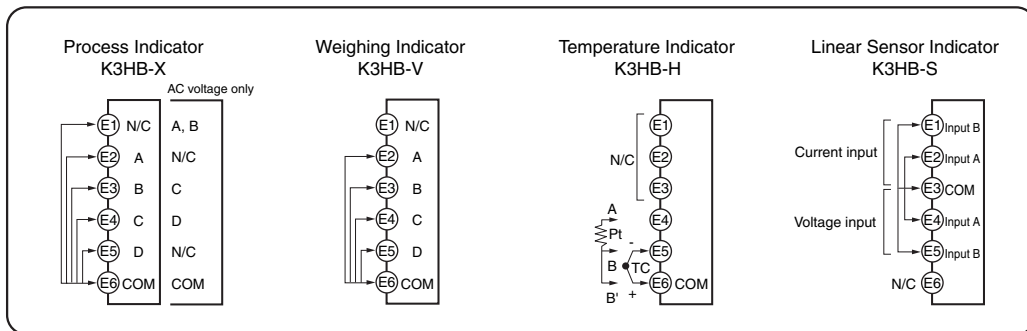 Process Indicator
K3HB-X
AC voltage only
E1 N/C A, B
E2 A N/C
E3 B C
E4 C D
E5 D N/C
E6 COM COM
Weighing Indicator
K3HB-V
E1 N/C
E2 A
E3 B
E4 C
E5 D
E6 COM
Temperature Indicator
K3HB-H
E1
N/C E2
E3
A E4
Pt
- E5
B TC
E6 COM
B' +
Linear Sensor Indicator
K3HB-S
E1 Input B
Current input
E2 Input A
E3 COM
Voltage input
E4 Input A
E5 Input B
N/C E6